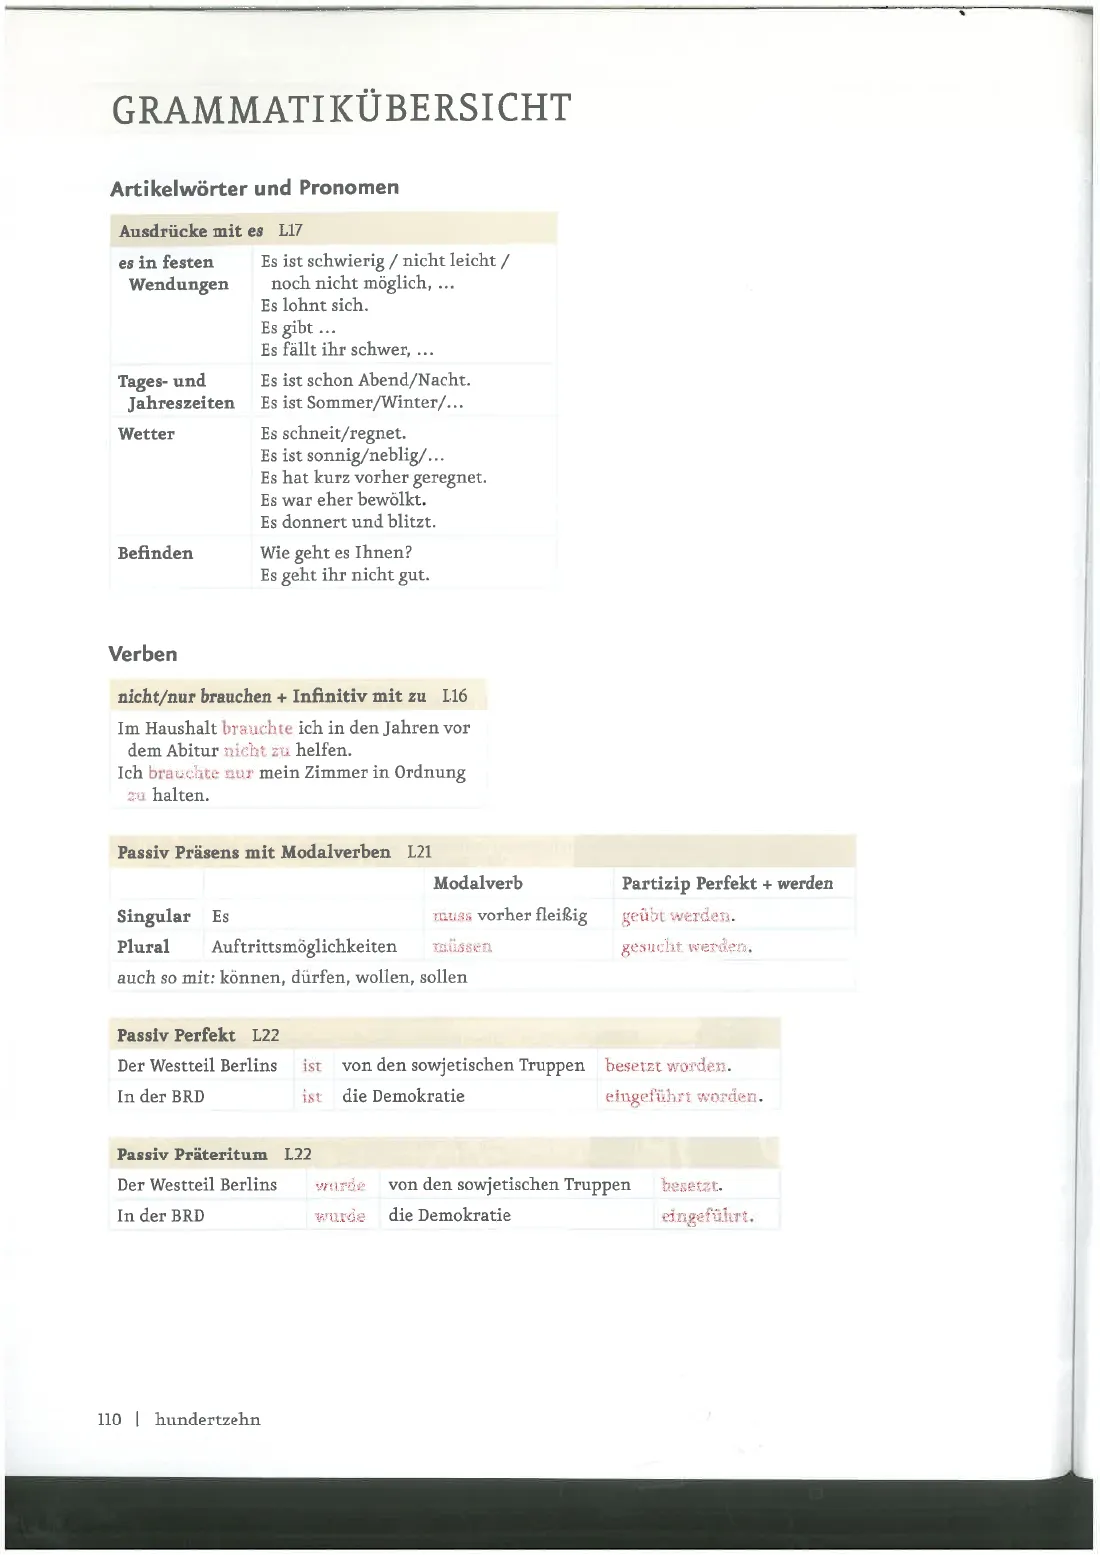 GRAMMATIKÜBERSICHT
Artikelwörter und Pronomen
Ausdrücke mit es L17
es in festen Wendungen
Es ist schwierig / nicht leicht /
noch nicht möglich, ...
Es lohnt sich.
Es gibt ...
Es fällt ihr schwer, ...
Tages- und Jahreszeiten
Es ist schon Abend/Nacht.
Es ist Sommer/Winter/...
Wetter
Es schneit/regnet.
Es ist sonnig/neblig/...
Es hat kurz vorher geregnet.
Es war eher bewölkt.
Es donnert und blitzt.
Befinden
Wie geht es Ihnen?
Es geht ihr nicht gut.
Verben
nicht/nur brauchen + Infinitiv mit zu L16
Im Haushalt brauchte ich in den Jahren vor
dem Abitur nicht zu helfen.
Ich brauchte nur mein Zimmer in Ordnung
zu halten.
Passiv Präsens mit Modalverben L21
Modalverb Partizip Perfekt + werden
Singular Es muss vorher fleißig geübt werden.
Plural Auftrittsmöglichkeiten müssen gesucht werden.
auch so mit: können, dürfen, wollen, sollen
Passiv Perfekt L22
Der Westteil Berlins ist von den sowjetischen Truppen besetzt worden.
In der BRD ist die Demokratie eingeführt worden.
Passiv Präteritum L22
Der Westteil Berlins wurde von den sowjetischen Truppen besetzt.
In der BRD wurde die Demokratie eingeführt.
110 | hundertzehn